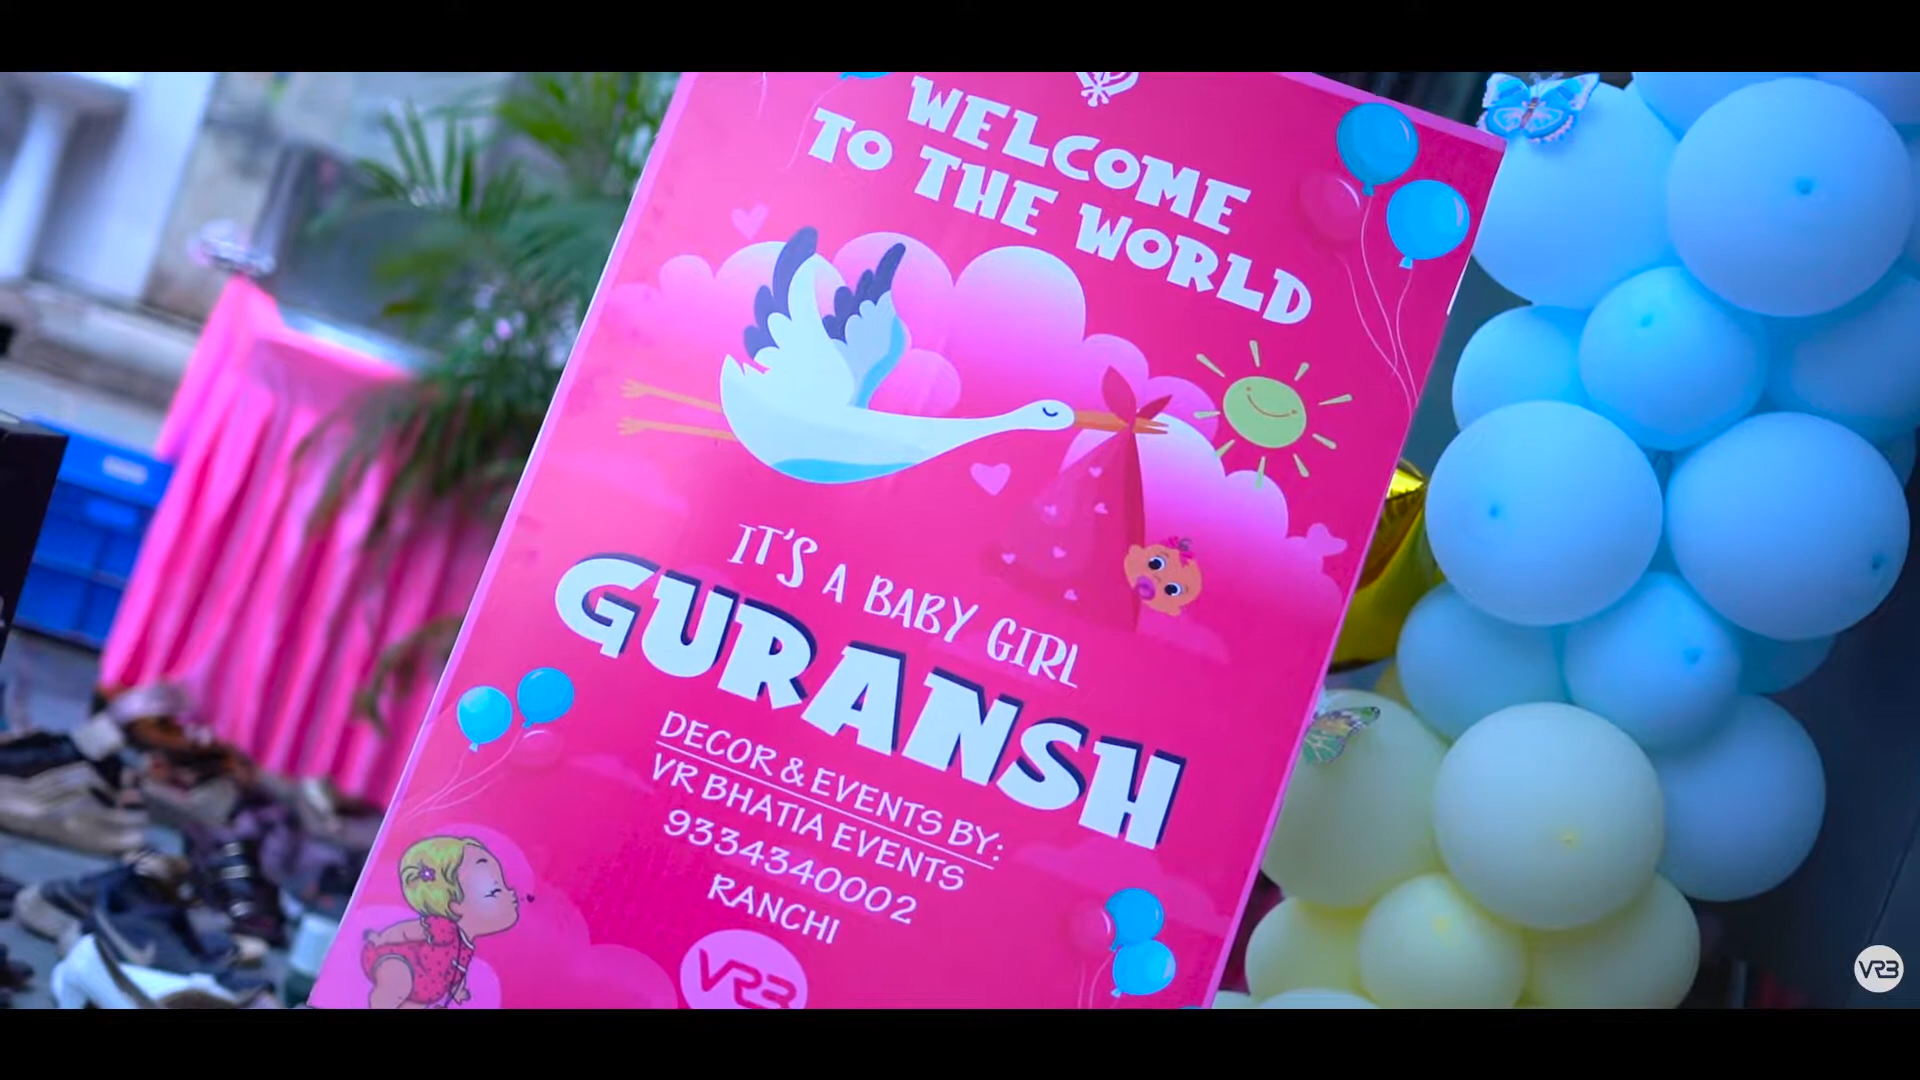 WELCOME
TO THE WORLD
IT'S A BABY GIRL
GURANSH
DECOR & EVENTS BY:
VR BHATIA EVENTS
9334340002
RANCHI
VRB
VRB